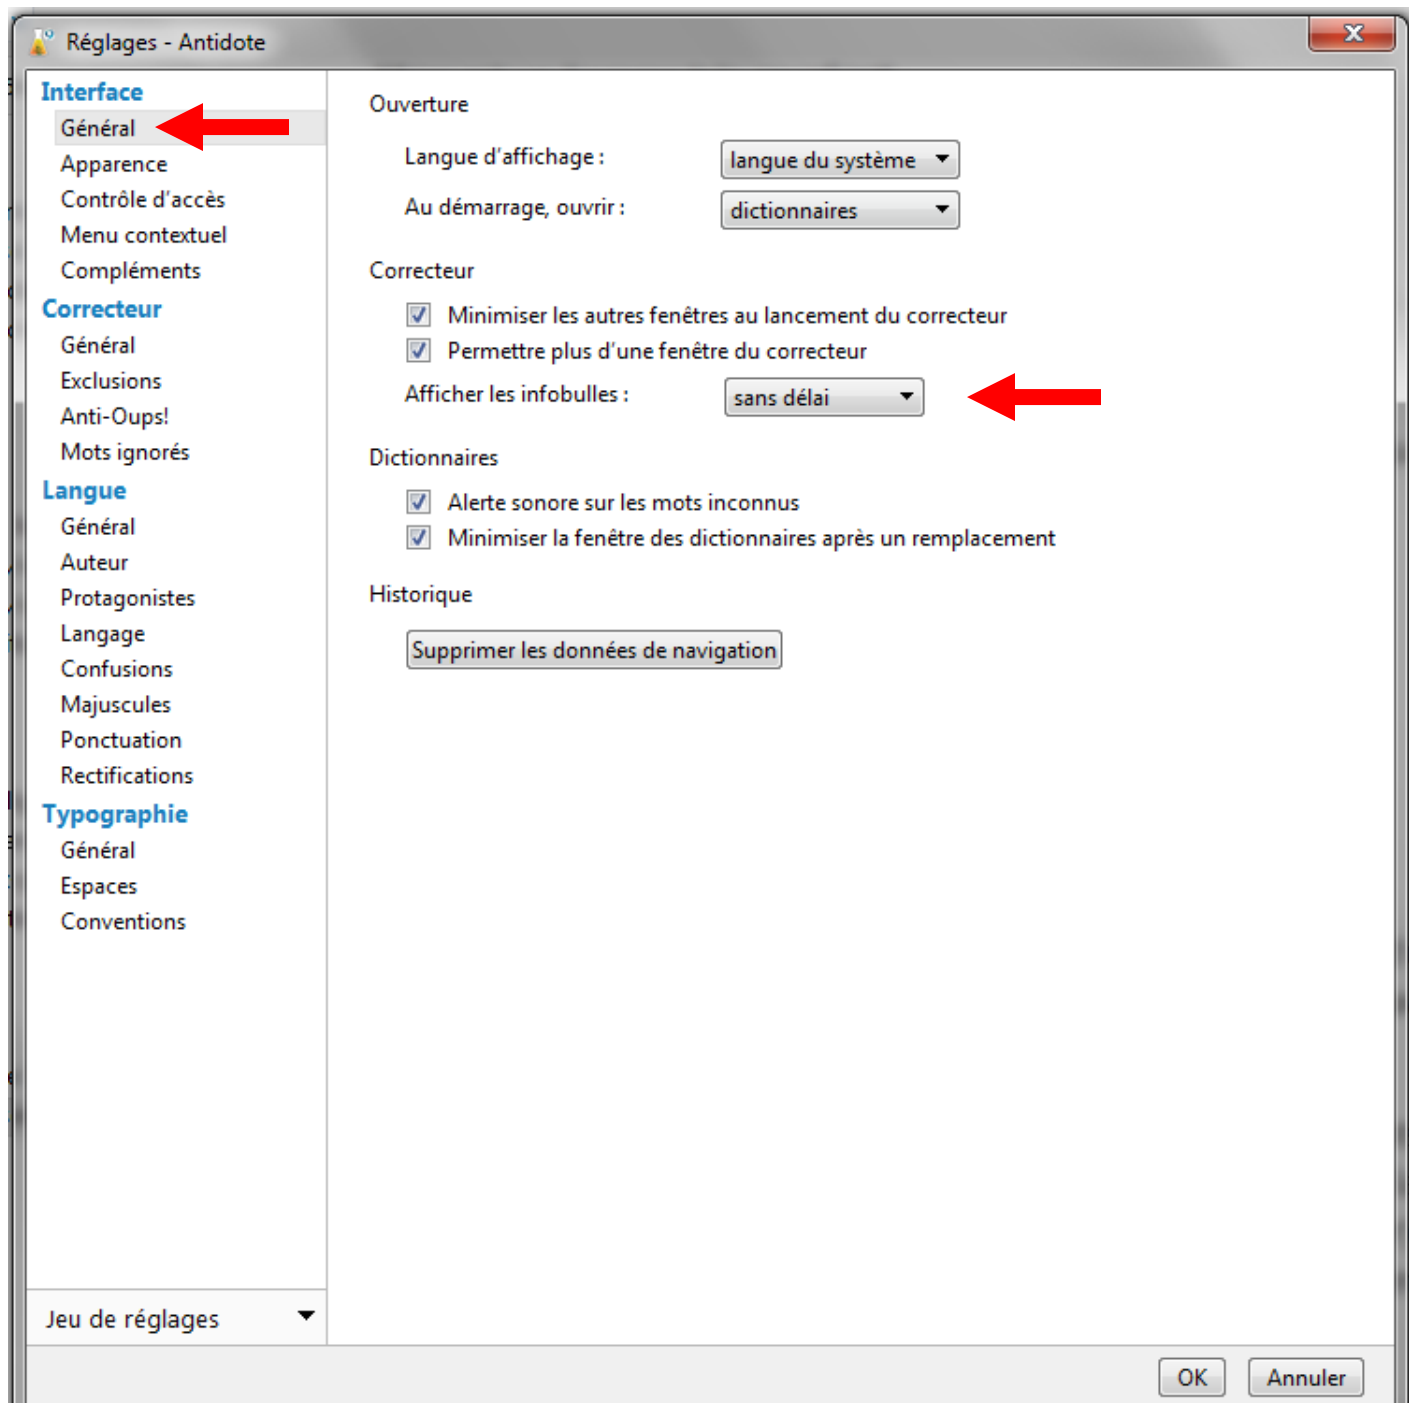 Réglages - Antidote
Interface
Général
Apparence
Contrôle d'accès
Menu contextuel
Compléments
Correcteur
Général
Exclusions
Anti-Oups!
Mots ignorés
Langue
Général
Auteur
Protagonistes
Langage
Confusions
Majuscules
Ponctuation
Rectifications
Typographie
Général
Espaces
Conventions
Jeu de réglages
Ouverture
Langue d'affichage : langue du système
Au démarrage, ouvrir : dictionnaires
Correcteur
Minimiser les autres fenêtres au lancement du correcteur
Permettre plus d'une fenêtre du correcteur
Afficher les infobulles : sans délai
Dictionnaires
Alerte sonore sur les mots inconnus
Minimiser la fenêtre des dictionnaires après un remplacement
Historique
Supprimer les données de navigation
OK Annuler